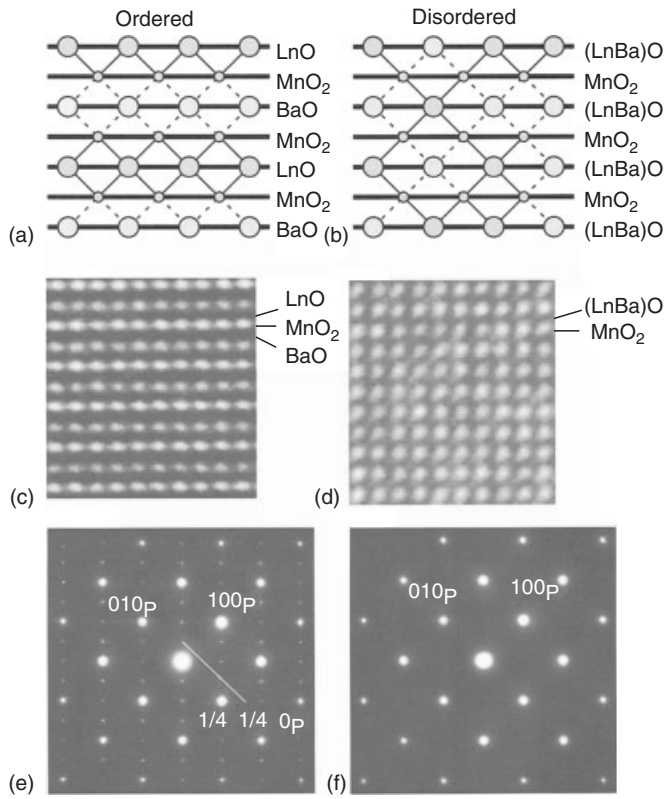 Ordered
Disordered
LnO
MnO₂
BaO
MnO₂
LnO
MnO₂
BaO
(a)
(LnBa)O
MnO₂
(LnBa)O
MnO₂
(LnBa)O
MnO₂
(LnBa)O
(b)
LnO
MnO₂
BaO
(c)
(LnBa)O
MnO₂
(d)
010P 100P
1/4 1/4 0P
(e)
010P 100P
(f)